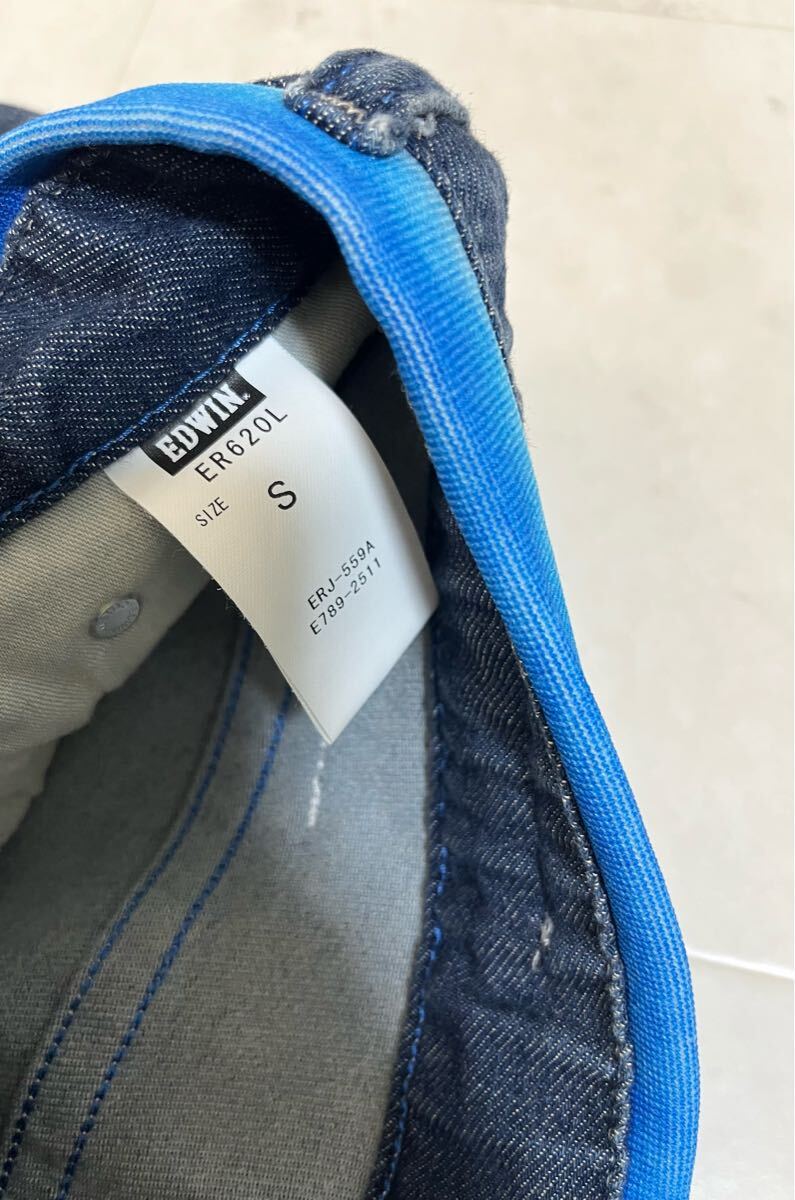 EDWIN.
ER620L
SIZE S
ERJ-559A
E789-2511